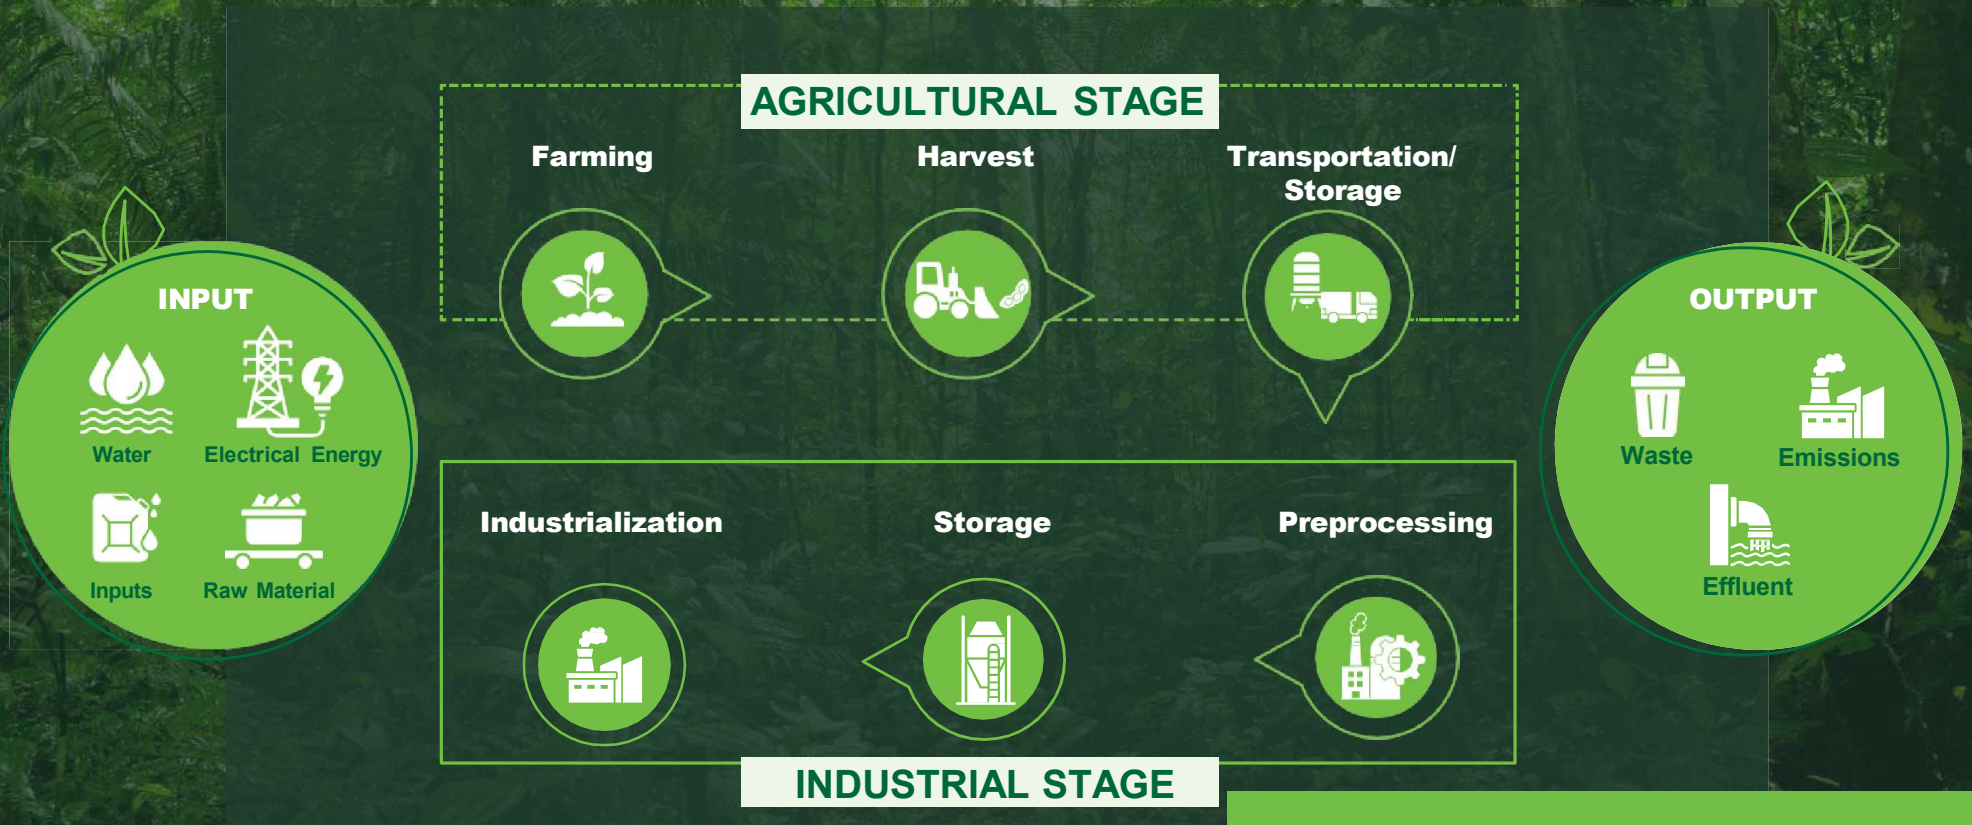 AGRICULTURAL STAGE
Farming
Harvest
Transportation/
Storage
INPUT
Water
Electrical Energy
Inputs
Raw Material
OUTPUT
Waste
Emissions
Effluent
Industrialization
Storage
Preprocessing
INDUSTRIAL STAGE